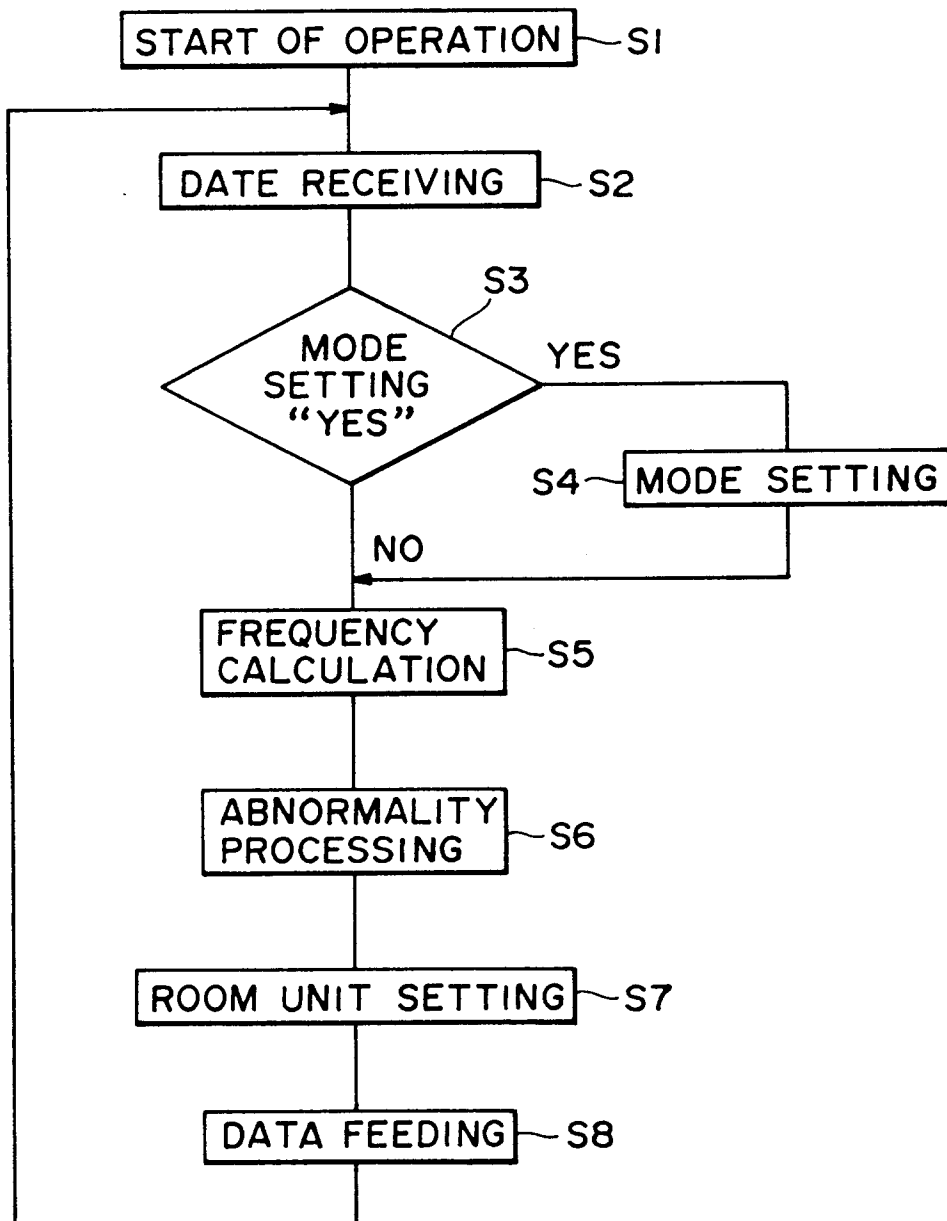 START OF OPERATION
S1
DATE RECEIVING
S2
S3
MODE
SETTING
“YES”
YES
S4
MODE SETTING
NO
FREQUENCY
CALCULATION
S5
ABNORMALITY
PROCESSING
S6
ROOM UNIT SETTING
S7
DATA FEEDING
S8